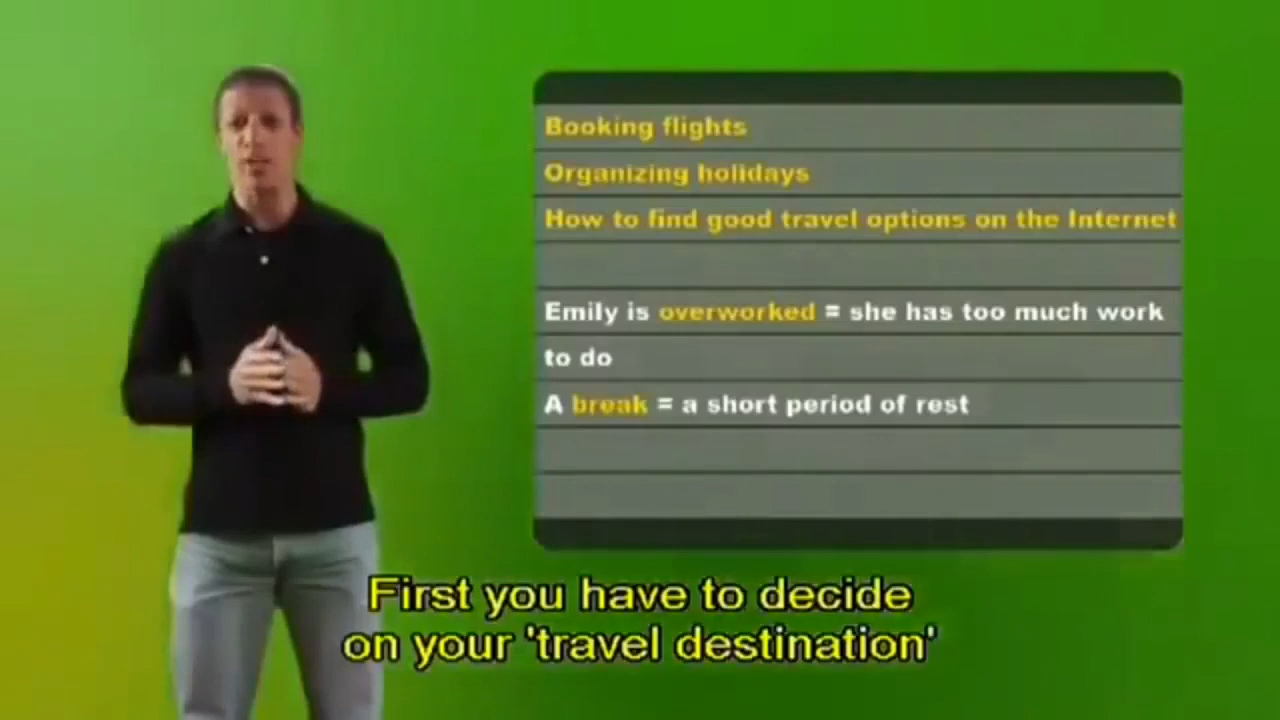 Booking flights
Organizing holidays
How to find good travel options on the Internet
Emily is overworked = she has too much work
to do
A break = a short period of rest
First you have to decide
on your 'travel destination'